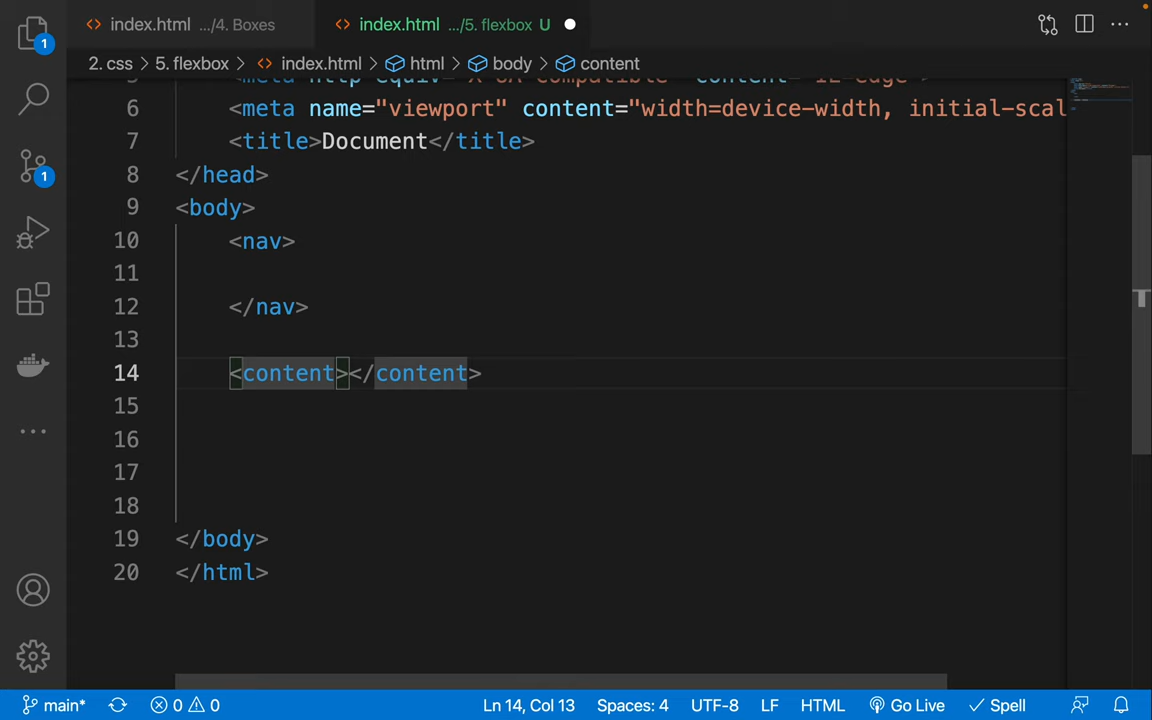 index.html .../4. Boxes
index.html .../5. flexbox U
2. css > 5. flexbox > index.html > html > body > content
6 <meta name="viewport" content="width=device-width, initial-scal
7 <title>Document</title>
8 </head>
9 <body>
10 <nav>
11
12 </nav>
13
14 <content></content>
15
16
17
18
19 </body>
20 </html>
1
1
main* 0 0 Ln 14, Col 13 Spaces: 4 UTF-8 LF HTML Go Live Spell